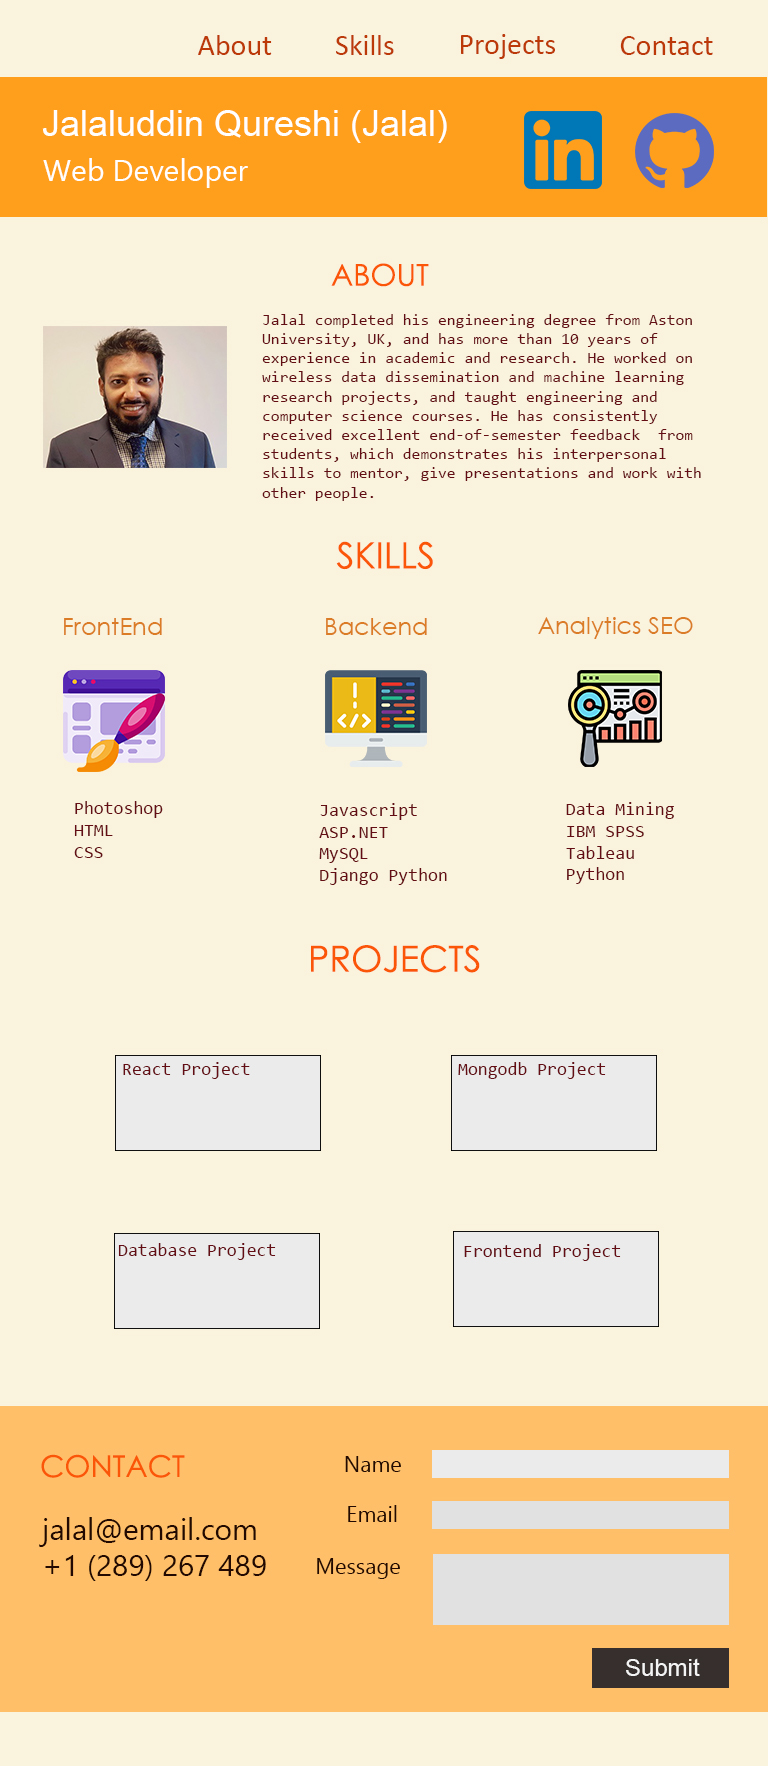 About Skills Projects Contact
Jalaluddin Qureshi (Jalal)
Web Developer
in
ABOUT
Jalal completed his engineering degree from Aston
University, UK, and has more than 10 years of
experience in academic and research. He worked on
wireless data dissemination and machine learning
research projects, and taught engineering and
computer science courses. He has consistently
received excellent end-of-semester feedback  from
students, which demonstrates his interpersonal
skills to mentor, give presentations and work with
other people.
SKILLS
FrontEnd
Photoshop
HTML
CSS
Backend
</>
Javascript
ASP.NET
MySQL
Django Python
Analytics SEO
Data Mining
IBM SPSS
Tableau
Python
PROJECTS
React Project
Mongodb Project
Database Project
Frontend Project
CONTACT
jalal@email.com
+1 (289) 267 489
Name
Email
Message
Submit